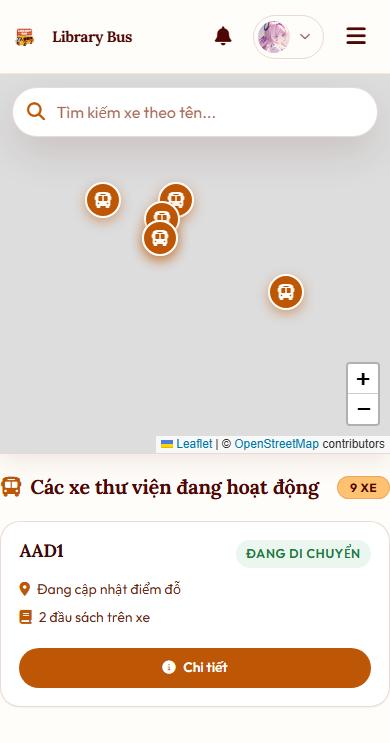 Library Bus
Tìm kiếm xe theo tên...
+
−
Leaflet | © OpenStreetMap contributors
Các xe thư viện đang hoạt động
9 XE
AAD1
ĐANG DI CHUYỂN
Đang cập nhật điểm đỗ
2 đầu sách trên xe
Chi tiết